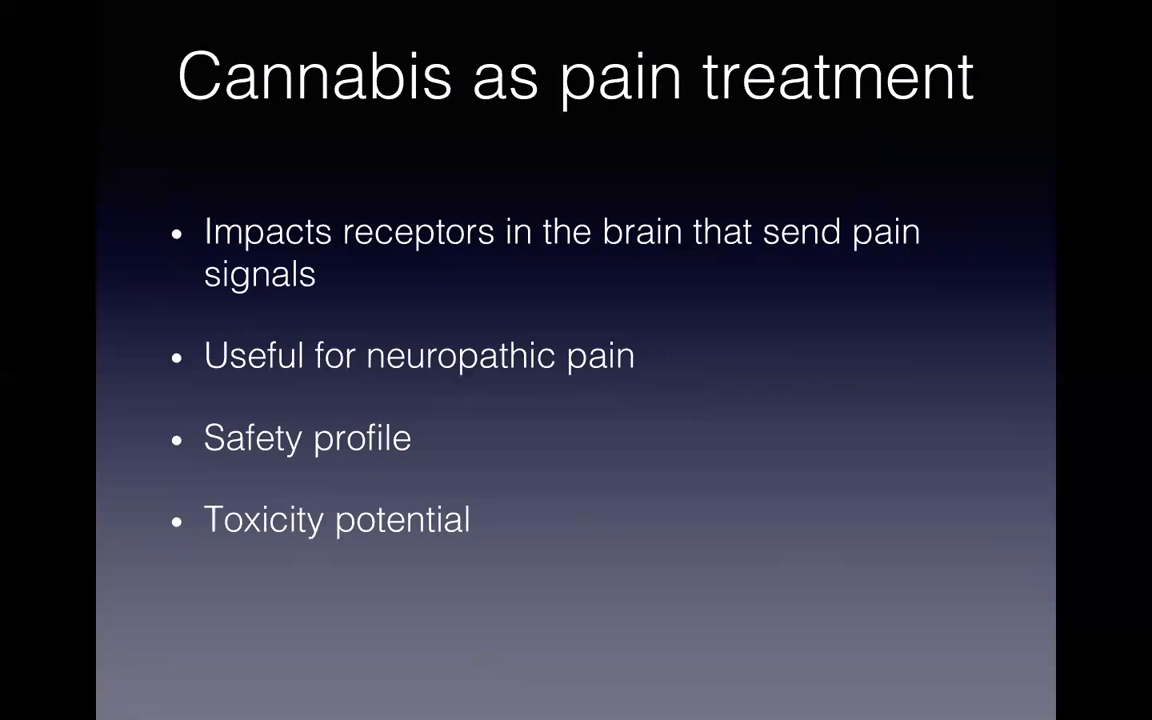 Cannabis as pain treatment
• Impacts receptors in the brain that send pain
signals
• Useful for neuropathic pain
• Safety profile
• Toxicity potential